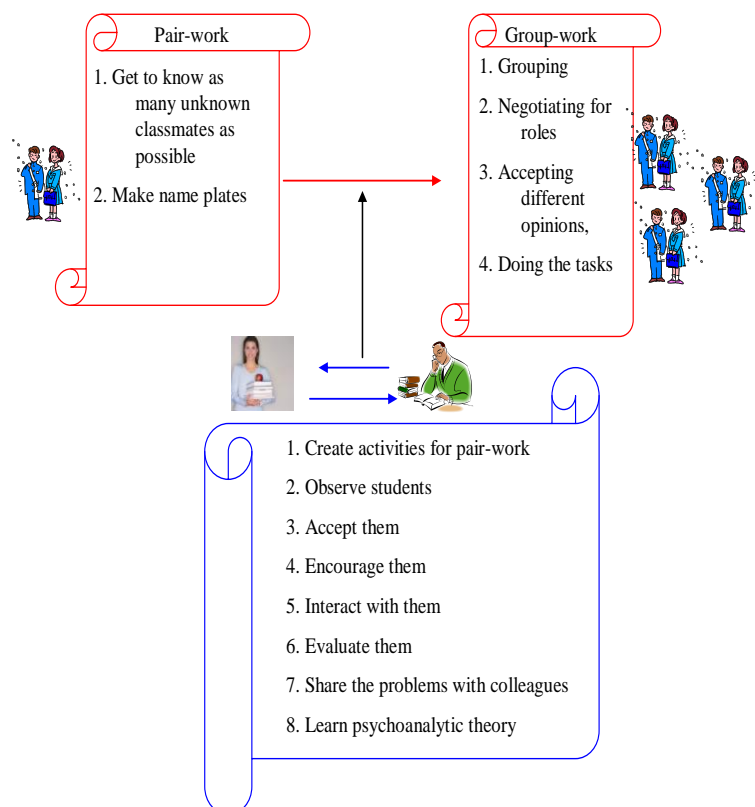 Pair-work
1. Get to know as
many unknown
classmates as
possible
2. Make name plates
Group-work
1. Grouping
2. Negotiating for
roles
3. Accepting
different
opinions,
4. Doing the tasks
1. Create activities for pair-work
2. Observe students
3. Accept them
4. Encourage them
5. Interact with them
6. Evaluate them
7. Share the problems with colleagues
8. Learn psychoanalytic theory